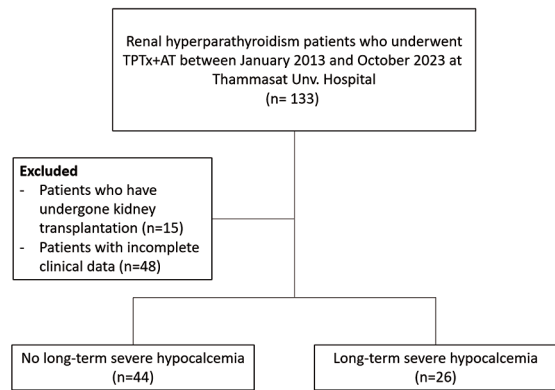 Renal hyperparathyroidism patients who underwent
TPTx+AT between January 2013 and October 2023 at
Thammasat Unv. Hospital
(n= 133)
Excluded
- Patients who have
undergone kidney
transplantation (n=15)
- Patients with incomplete
clinical data (n=48)
No long-term severe hypocalcemia
(n=44)
Long-term severe hypocalcemia
(n=26)